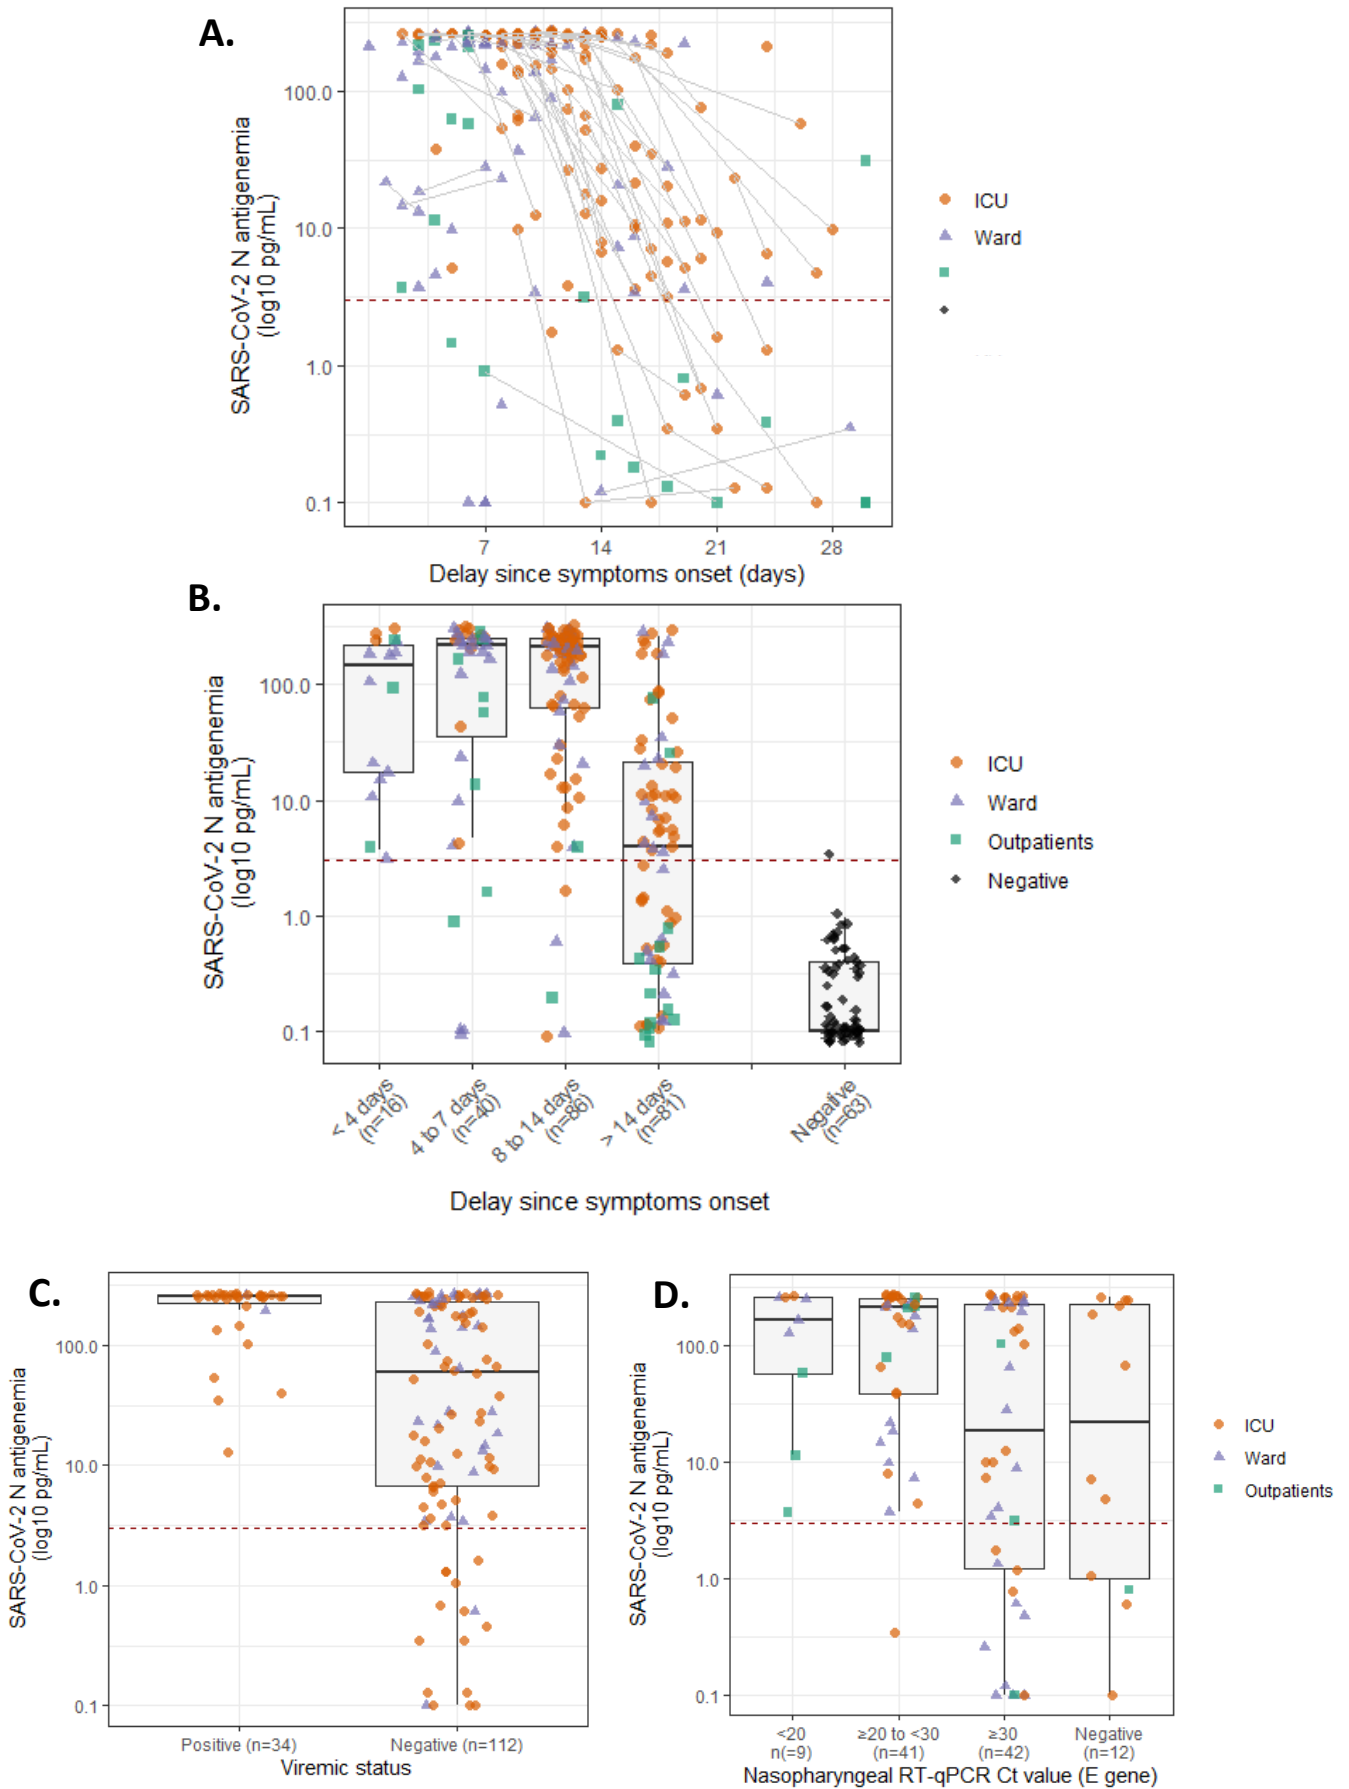 A.
SARS-CoV-2 N antigenemia
(log10 pg/mL)
100.0
10.0
1.0
0.1
7
14
21
28
Delay since symptoms onset (days)
ICU
Ward
B.
SARS-CoV-2 N antigenemia
(log10 pg/mL)
100.0
10.0
1.0
0.1
< 4 days
(n=16)
4 to 7 days
(n=40)
8 to 14 days
(n=86)
> 14 days
(n=81)
Negative
(n=63)
Delay since symptoms onset
ICU
Ward
Outpatients
Negative
C.
SARS-CoV-2 N antigenemia
(log10 pg/mL)
100.0
10.0
1.0
0.1
Positive (n=34)
Negative (n=112)
Viremic status
D.
SARS-CoV-2 N antigenemia
(log10 pg/mL)
100.0
10.0
1.0
0.1
<20
n(=9)
≥20 to <30
(n=41)
≥30
(n=42)
Negative
(n=12)
Nasopharyngeal RT-qPCR Ct value (E gene)
ICU
Ward
Outpatients